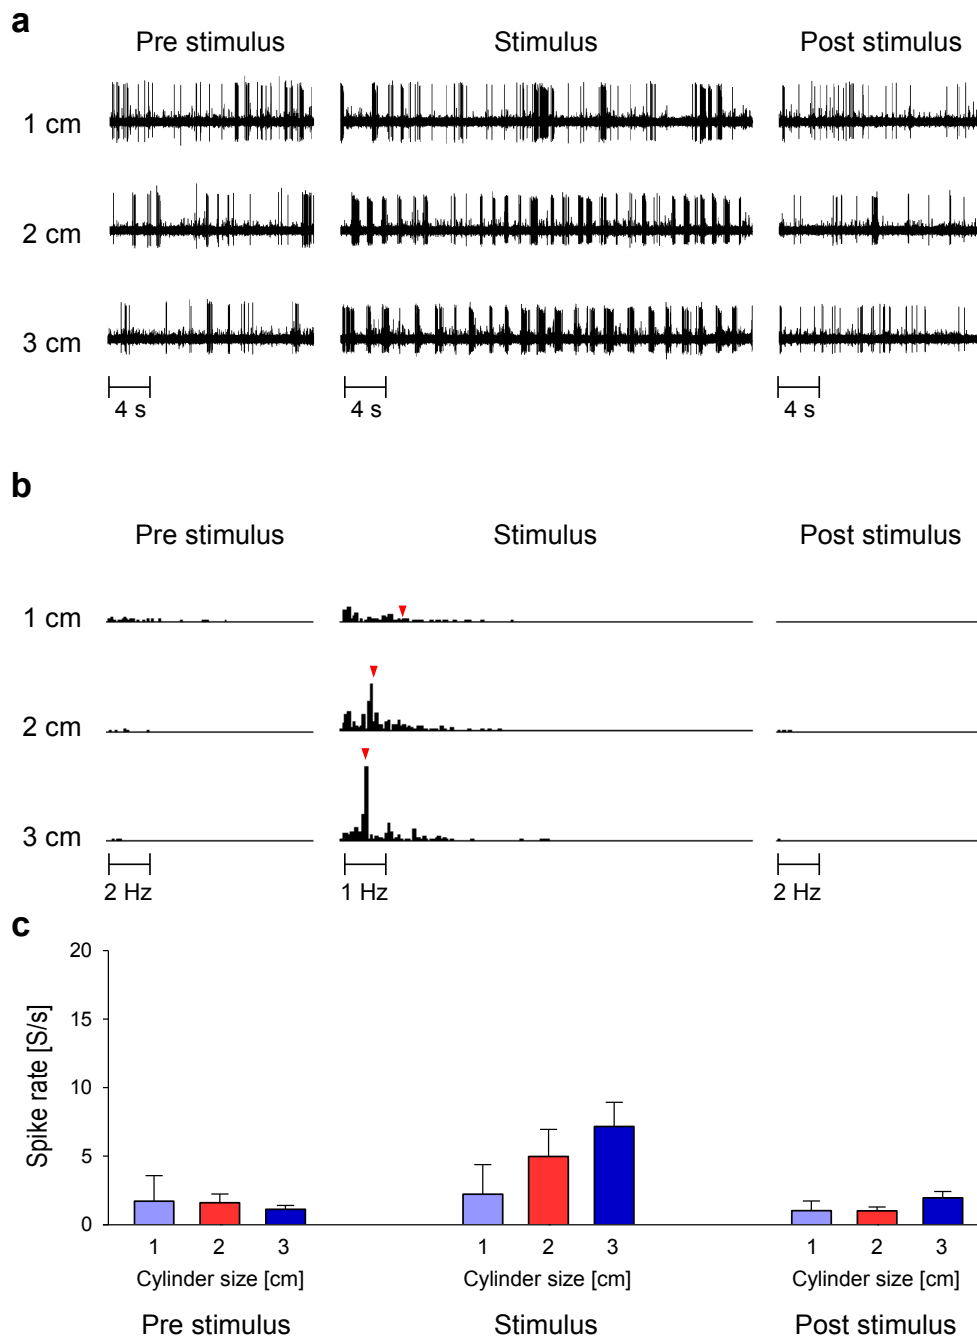 a
Pre stimulus Stimulus Post stimulus
1 cm
2 cm
3 cm
4 s 4 s 4 s
b
Pre stimulus Stimulus Post stimulus
1 cm
2 cm
3 cm
2 Hz 1 Hz 2 Hz
c
20
15
10
5
0
Spike rate [S/s]
1 2 3 1 2 3 1 2 3
Cylinder size [cm] Cylinder size [cm] Cylinder size [cm]
Pre stimulus Stimulus Post stimulus